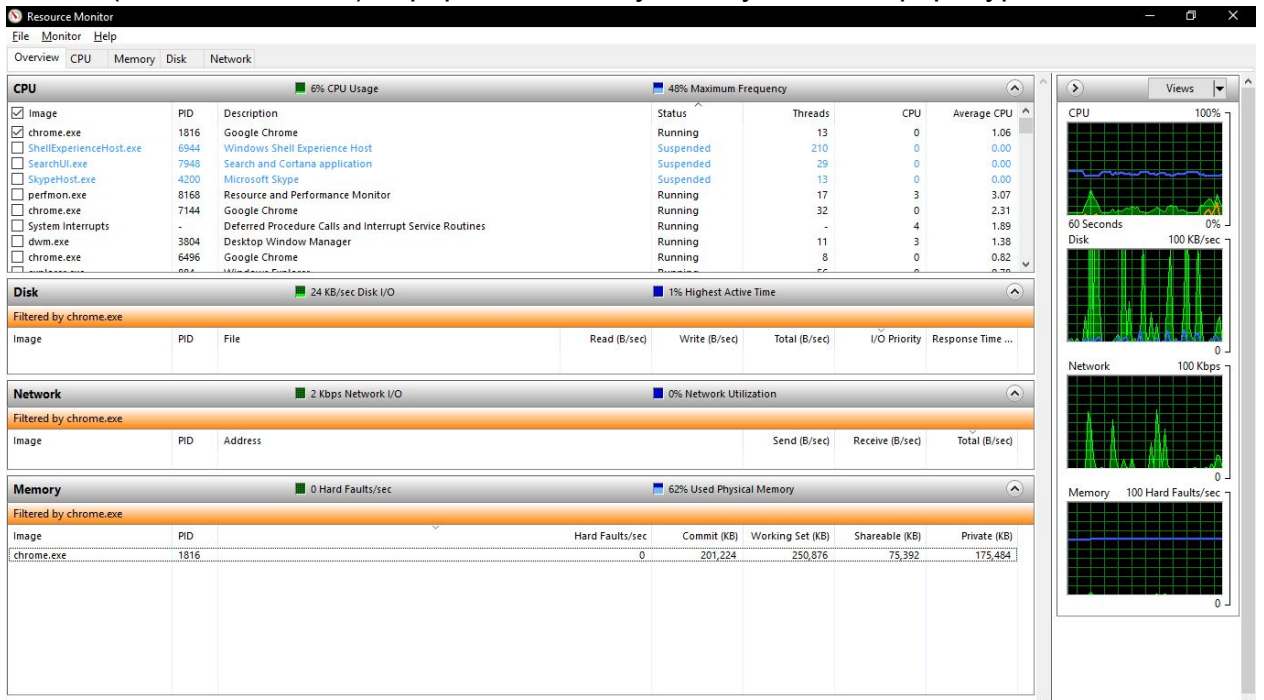 Resource Monitor
File Monitor Help
Overview CPU Memory Disk Network
CPU 6% CPU Usage 48% Maximum Frequency
Image PID Description Status Threads CPU Average CPU
chrome.exe 1816 Google Chrome Running 13 0 1.06
ShellExperienceHost.exe 6944 Windows Shell Experience Host Suspended 210 0 0.00
SearchUI.exe 7948 Search and Cortana application Suspended 29 0 0.00
SkypeHost.exe 4200 Microsoft Skype Suspended 13 0 0.00
perfmon.exe 8168 Resource and Performance Monitor Running 17 3 3.07
chrome.exe 7144 Google Chrome Running 32 0 2.31
System Interrupts - Deferred Procedure Calls and Interrupt Service Routines Running - 4 1.89
dwm.exe 3804 Desktop Window Manager Running 11 3 1.38
chrome.exe 6496 Google Chrome Running 8 0 0.82
Disk 24 KB/sec Disk I/O 1% Highest Active Time
Filtered by chrome.exe
Image PID File Read (B/sec) Write (B/sec) Total (B/sec) I/O Priority Response Time ...
Network 2 Kbps Network I/O 0% Network Utilization
Filtered by chrome.exe
Image PID Address Send (B/sec) Receive (B/sec) Total (B/sec)
Memory 0 Hard Faults/sec 62% Used Physical Memory
Filtered by chrome.exe
Image PID Hard Faults/sec Commit (KB) Working Set (KB) Shareable (KB) Private (KB)
chrome.exe 1816 0 201,224 250,876 75,392 175,484
Views
CPU 100%
60 Seconds 0%
Disk 100 KB/sec
0
Network 100 Kbps
0
Memory 100 Hard Faults/sec
0